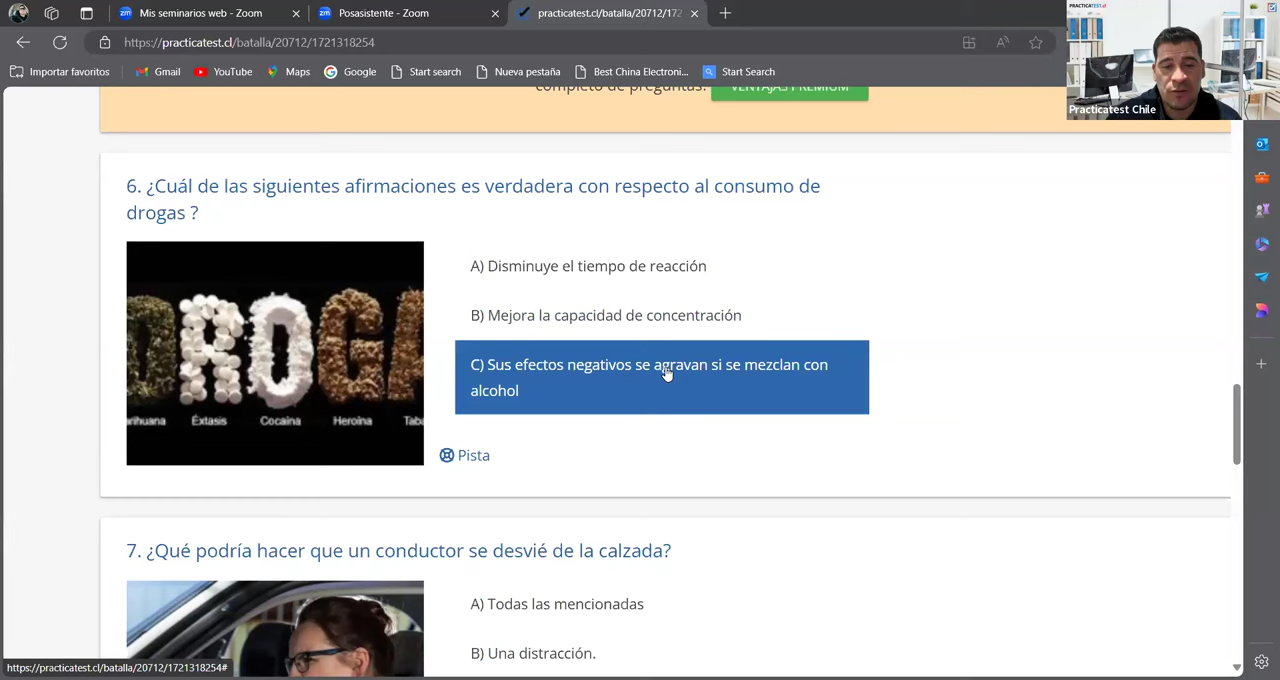 Mis seminarios web - Zoom
Posasistente - Zoom
practicatest.cl/batalla/20712/172
PRACTICATEST.cl
https://practicatest.cl/batalla/20712/1721318254
Importar favoritos
Gmail
YouTube
Maps
Google
Start search
Nueva pestaña
Best China Electroni...
Start Search
Practicatest Chile
completo de preguntas.
VENTAJAS PREMIUM
6. ¿Cuál de las siguientes afirmaciones es verdadera con respecto al consumo de
drogas ?
DROGA
A) Disminuye el tiempo de reacción
B) Mejora la capacidad de concentración
C) Sus efectos negativos se agravan si se mezclan con
alcohol
arihuana Éxtasis Cocaína Heroína Taba
Pista
7. ¿Qué podría hacer que un conductor se desvié de la calzada?
A) Todas las mencionadas
B) Una distracción.
https://practicatest.cl/batalla/20712/1721318254#